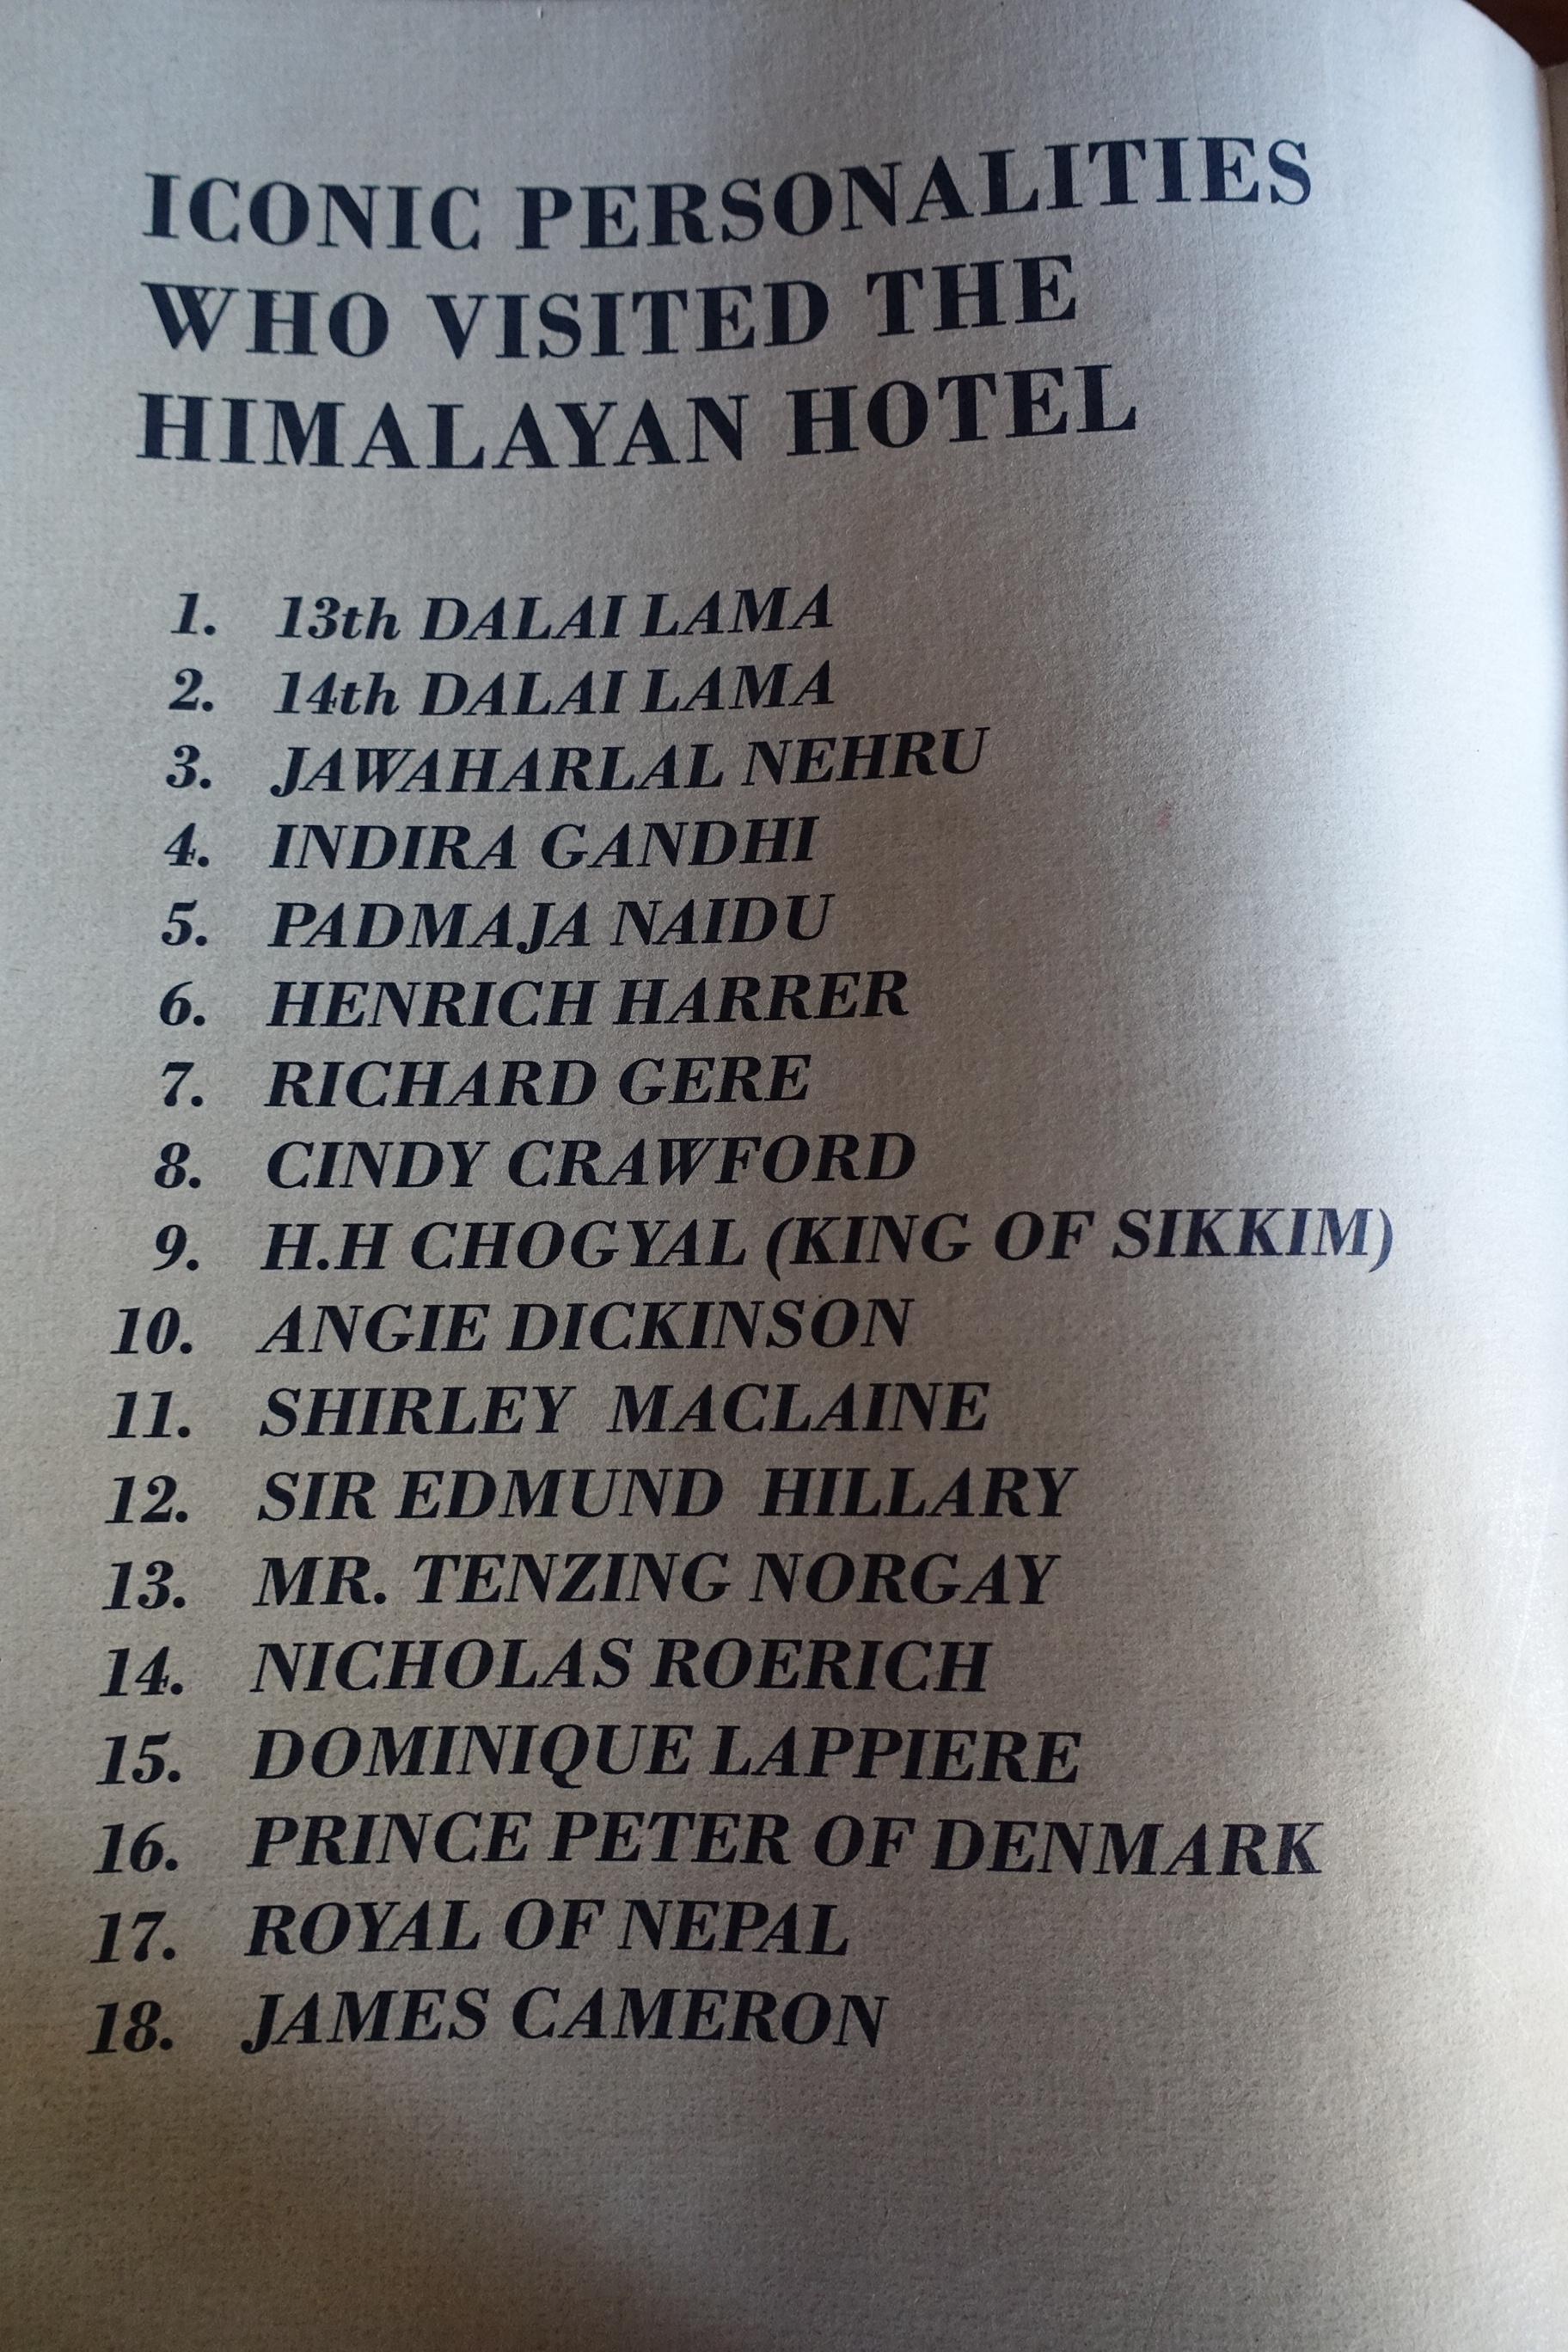 ICONIC PERSONALITIES
WHO VISITED THE
HIMALAYAN HOTEL
1. 13th DALAI LAMA
2. 14th DALAI LAMA
3. JAWAHARLAL NEHRU
4. INDIRA GANDHI
5. PADMAJA NAIDU
6. HENRICH HARRER
7. RICHARD GERE
8. CINDY CRAWFORD
9. H.H CHOGYAL (KING OF SIKKIM)
10. ANGIE DICKINSON
11. SHIRLEY MACLAINE
12. SIR EDMUND HILLARY
13. MR. TENZING NORGAY
14. NICHOLAS ROERICH
15. DOMINIQUE LAPPIERE
16. PRINCE PETER OF DENMARK
17. ROYAL OF NEPAL
18. JAMES CAMERON